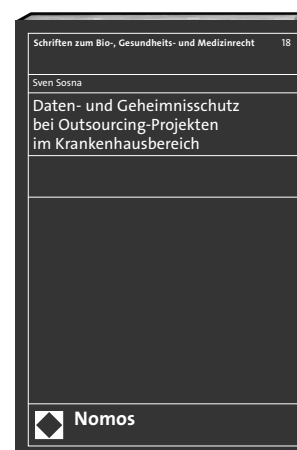 Schriften zum Bio-, Gesundheits- und Medizinrecht 18
Sven Sosna
Daten- und Geheimnisschutz
bei Outsourcing-Projekten
im Krankenhausbereich
Nomos